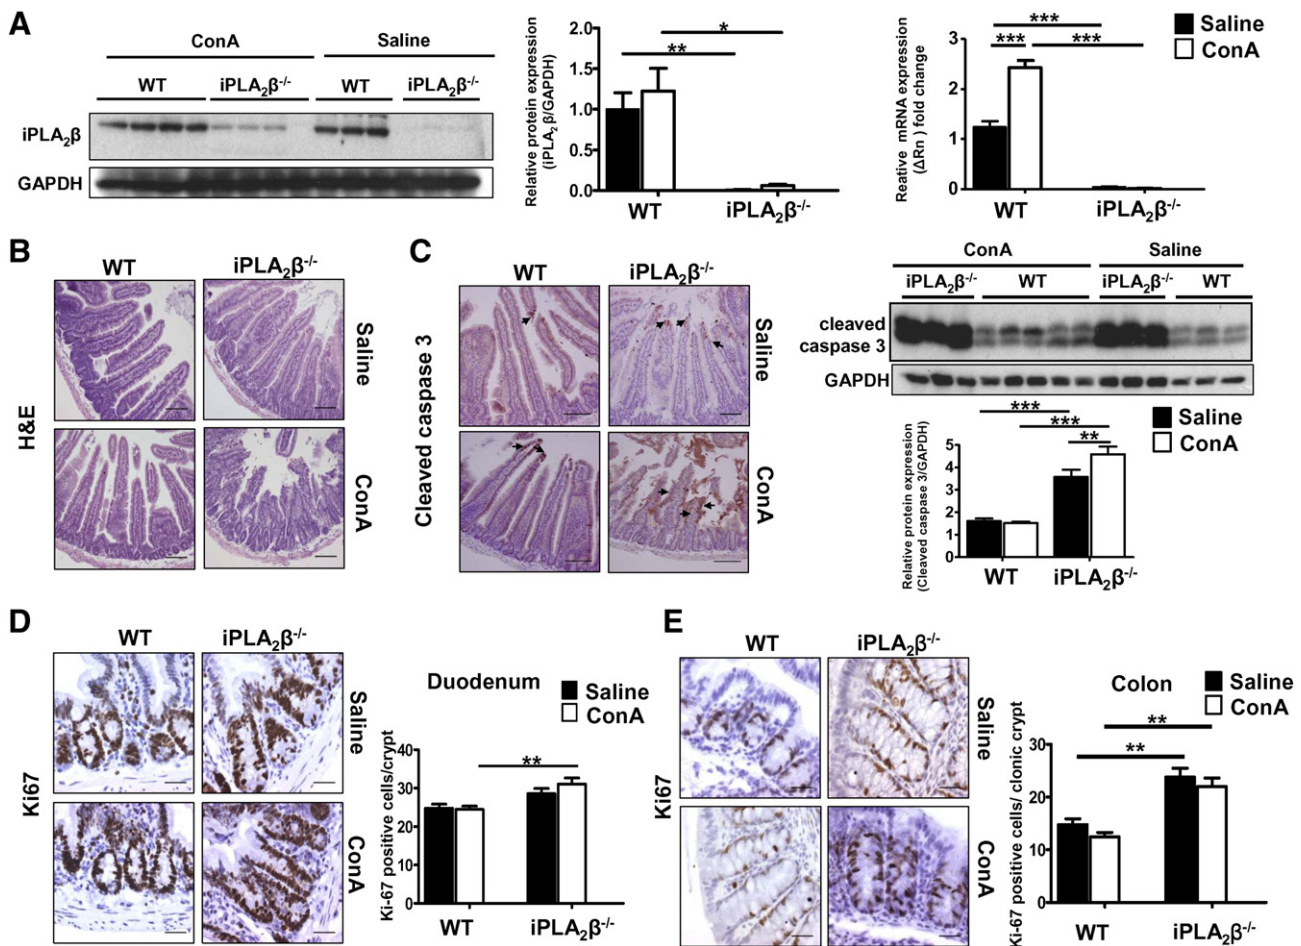 A
ConA
Saline
WT
iPLA₂β⁻/⁻
WT
iPLA₂β⁻/⁻
iPLA₂β
GAPDH
Relative protein expression
(iPLA₂ β/GAPDH)
2.0
1.5
1.0
0.5
0.0
**
*
WT
iPLA₂β⁻/⁻
Reative mRNA expression
(ΔRn ) fold change
3
2
1
0
***
***
***
WT
iPLA₂β⁻/⁻
Saline
ConA
B
WT
iPLA₂β⁻/⁻
H&E
Saline
ConA
C
WT
iPLA₂β⁻/⁻
Cleaved caspase 3
Saline
ConA
ConA
Saline
iPLA₂β⁻/⁻
WT
iPLA₂β⁻/⁻
WT
cleaved
caspase 3
GAPDH
Relative protein expression
(Cleaved caspase 3/GAPDH)
5
4
3
2
1
0
***
***
**
WT
iPLA₂β⁻/⁻
Saline
ConA
D
WT
iPLA₂β⁻/⁻
Ki67
Saline
ConA
Duodenum
Saline
ConA
Ki-67 positive cells/crypt
40
30
20
10
0
**
WT
iPLA₂β⁻/⁻
E
WT
iPLA₂β⁻/⁻
Ki67
Saline
ConA
Colon
Saline
ConA
Ki-67 positive cells/ clonic crypt
30
20
10
0
**
**
WT
iPLA₂β⁻/⁻